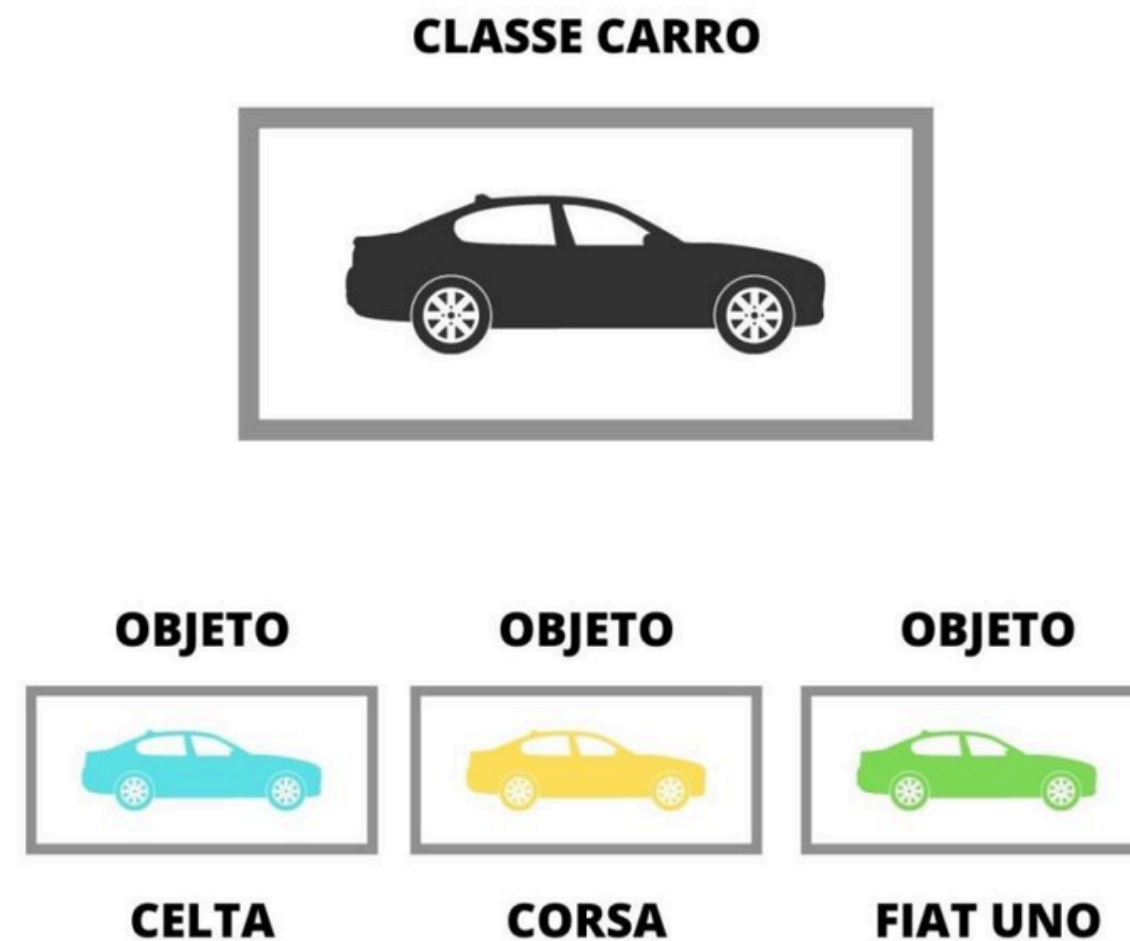 CLASSE CARRO
OBJETO
OBJETO
OBJETO
CELTA
CORSA
FIAT UNO